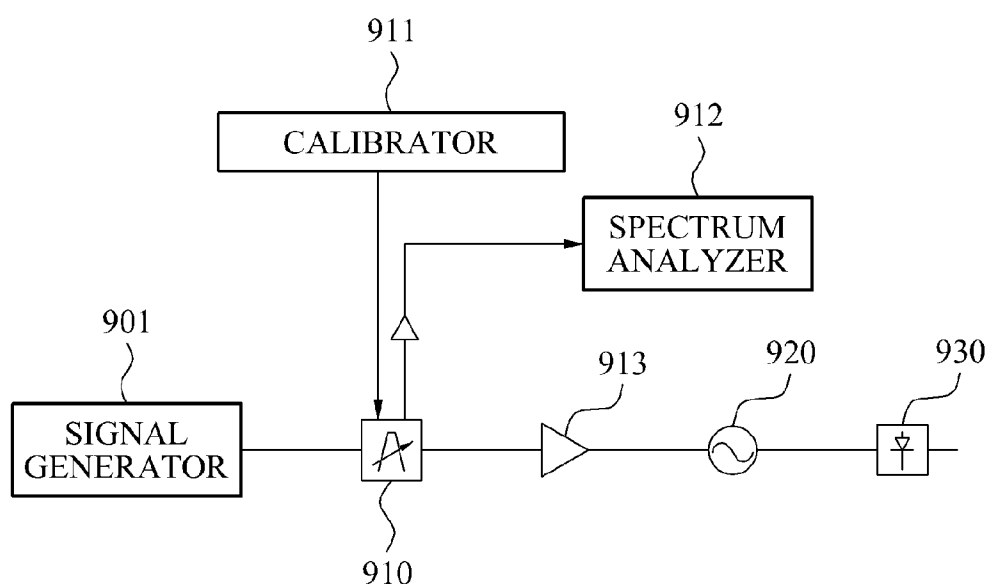 911
CALIBRATOR
912
SPECTRUM
ANALYZER
901
SIGNAL
GENERATOR
913
920
930
910